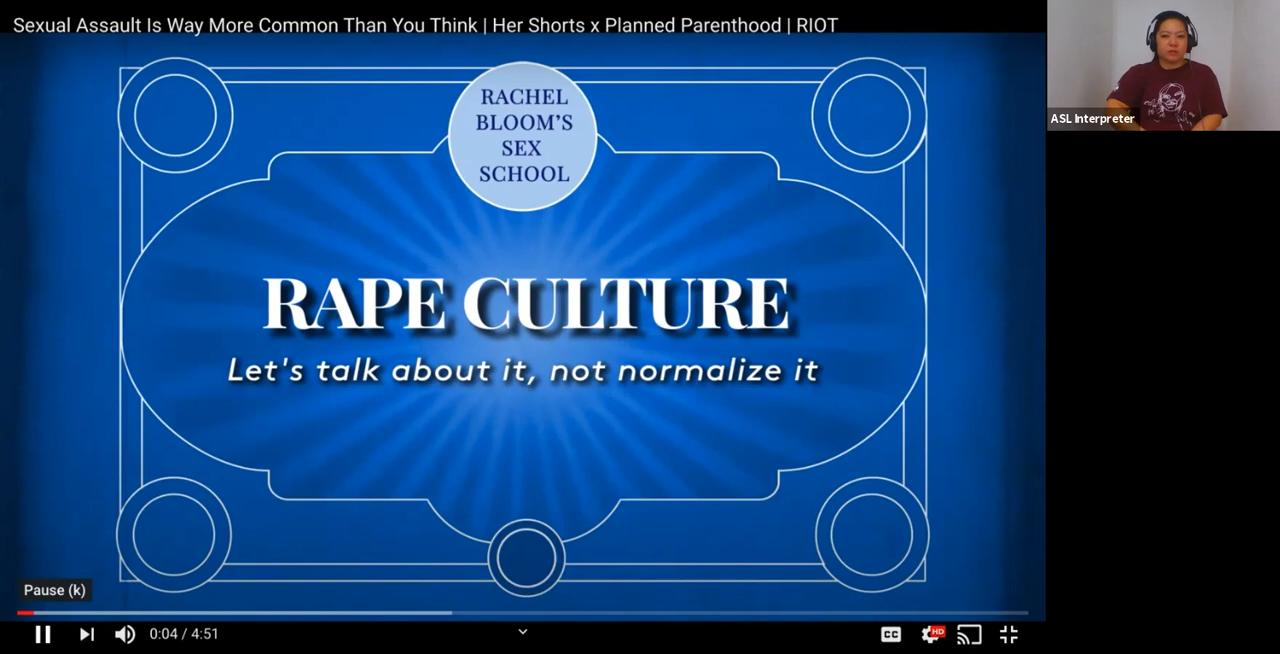 Sexual Assault Is Way More Common Than You Think | Her Shorts x Planned Parenthood | RIOT
ASL Interpreter
RACHEL
BLOOM'S
SEX
SCHOOL
RAPE CULTURE
Let's talk about it, not normalize it
Pause (k)
0:04 / 4:51
CC
HD